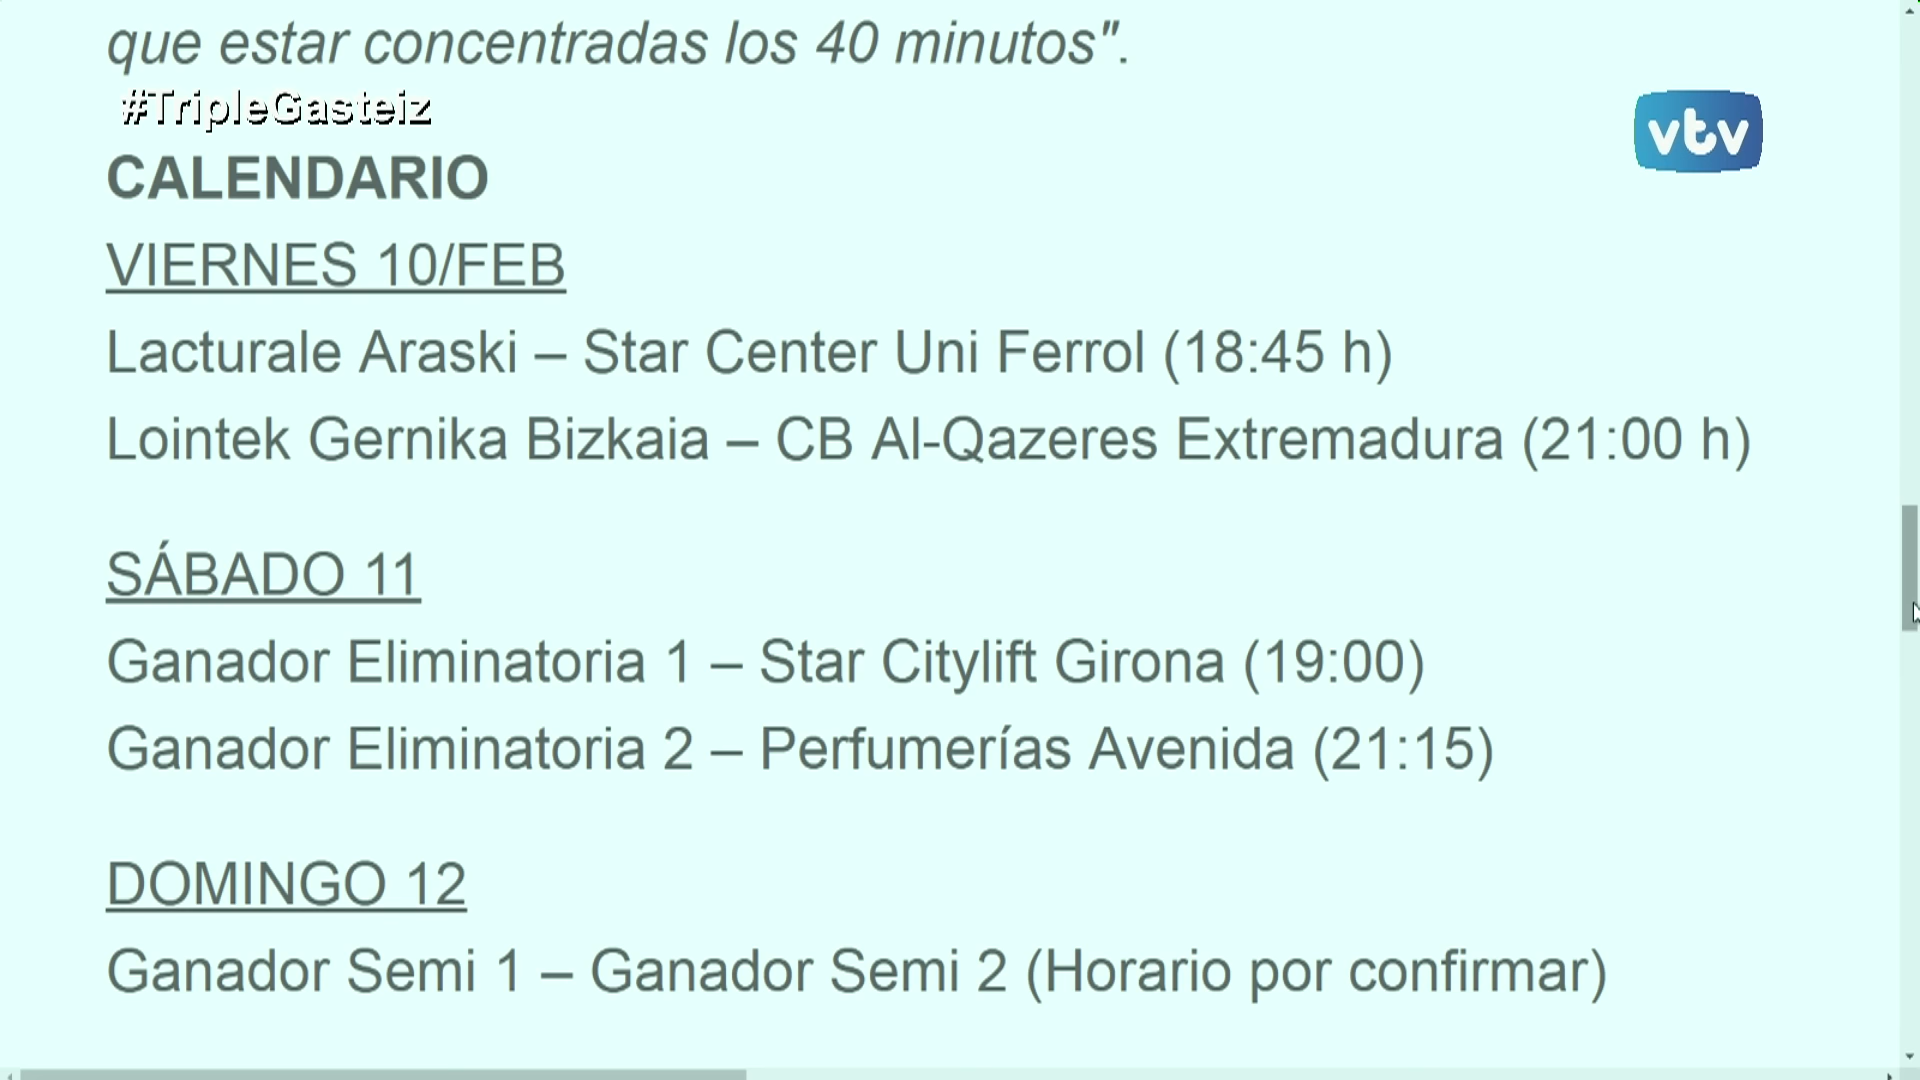 que estar concentradas los 40 minutos".
#TripleGasteiz
vtv
CALENDARIO
VIERNES 10/FEB
Lacturale Araski – Star Center Uni Ferrol (18:45 h)
Lointek Gernika Bizkaia – CB Al-Qazeres Extremadura (21:00 h)
SÁBADO 11
Ganador Eliminatoria 1 – Star Citylift Girona (19:00)
Ganador Eliminatoria 2 – Perfumerías Avenida (21:15)
DOMINGO 12
Ganador Semi 1 – Ganador Semi 2 (Horario por confirmar)